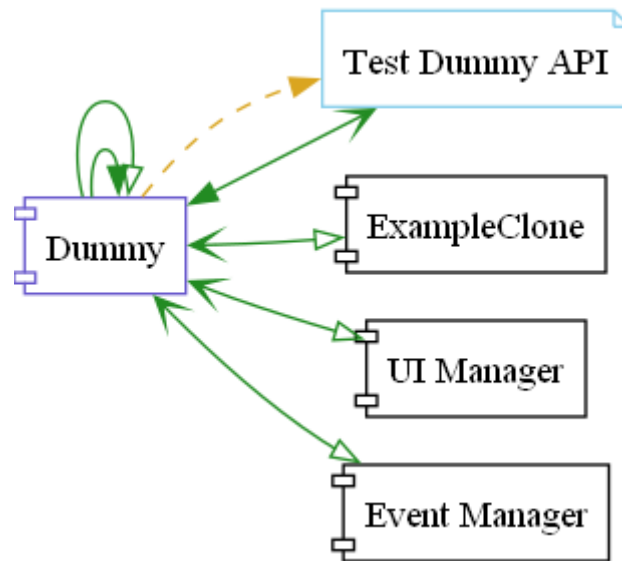 Test Dummy API
Dummy
ExampleClone
UI Manager
Event Manager